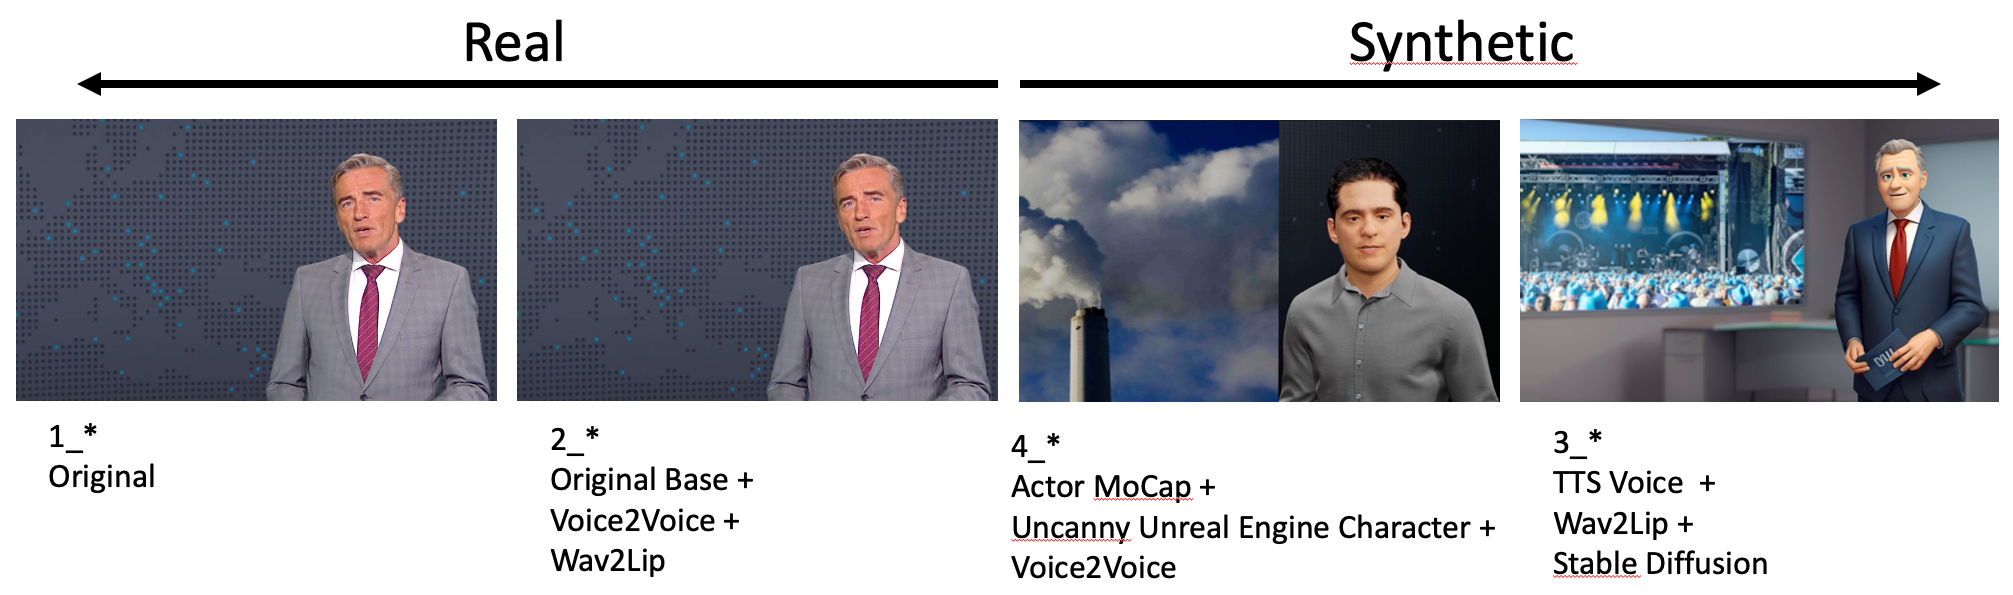 Real
Synthetic
1_*
Original
2_*
Original Base +
Voice2Voice +
Wav2Lip
4_*
Actor MoCap +
Uncanny Unreal Engine Character +
Voice2Voice
3_*
TTS Voice  +
Wav2Lip +
Stable Diffusion